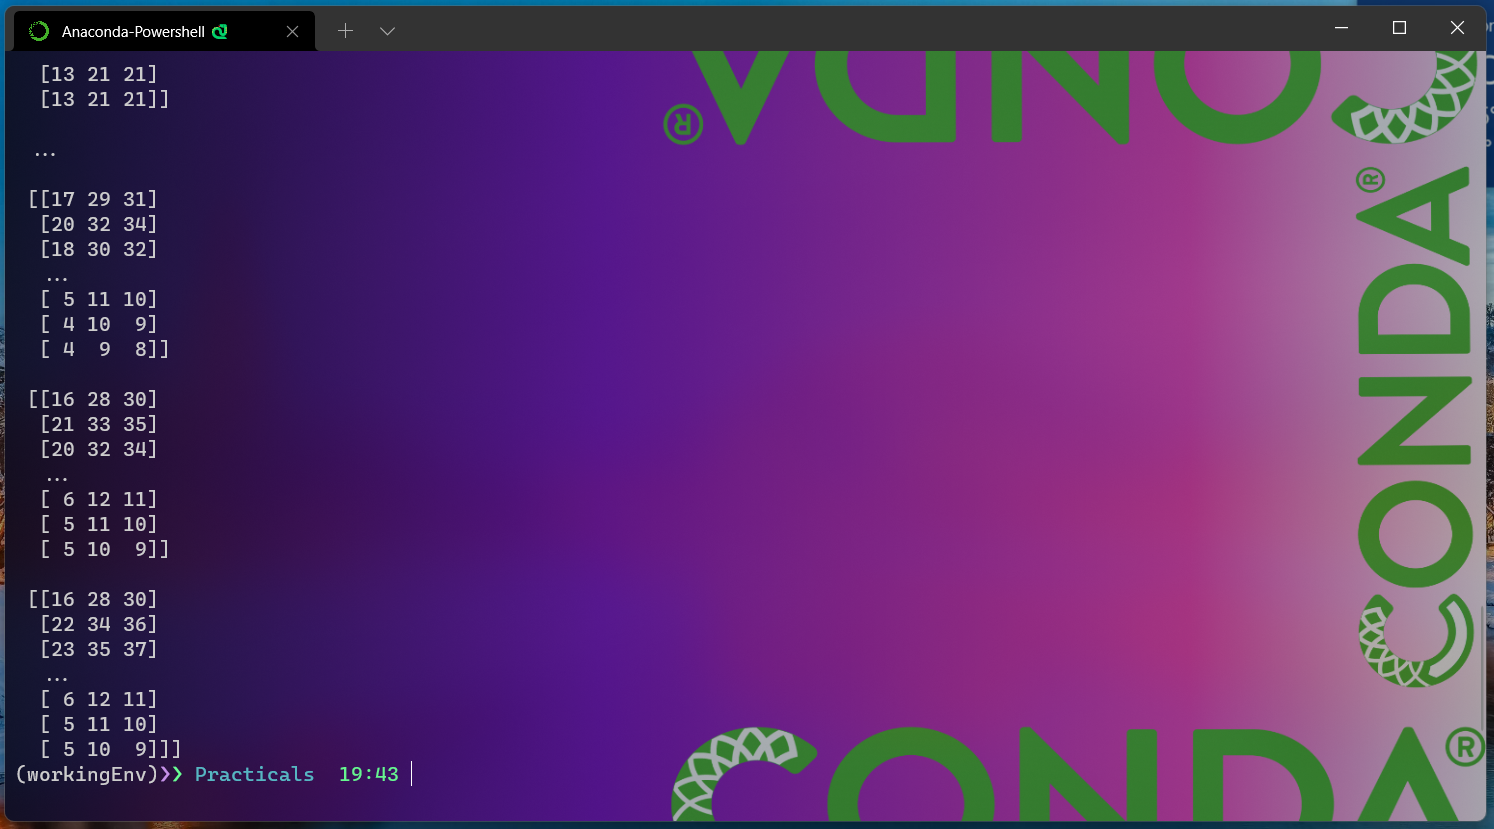 Anaconda-Powershell
[13 21 21]
[13 21 21]]
...
[[17 29 31]
[20 32 34]
[18 30 32]
...
[ 5 11 10]
[ 4 10  9]
[ 4  9  8]]
[[16 28 30]
[21 33 35]
[20 32 34]
...
[ 6 12 11]
[ 5 11 10]
[ 5 10  9]]
[[16 28 30]
[22 34 36]
[23 35 37]
...
[ 6 12 11]
[ 5 11 10]
[ 5 10  9]]]
(workingEnv)❯❯ Practicals  19:43
CONDA®
CONDA®
CONDA®